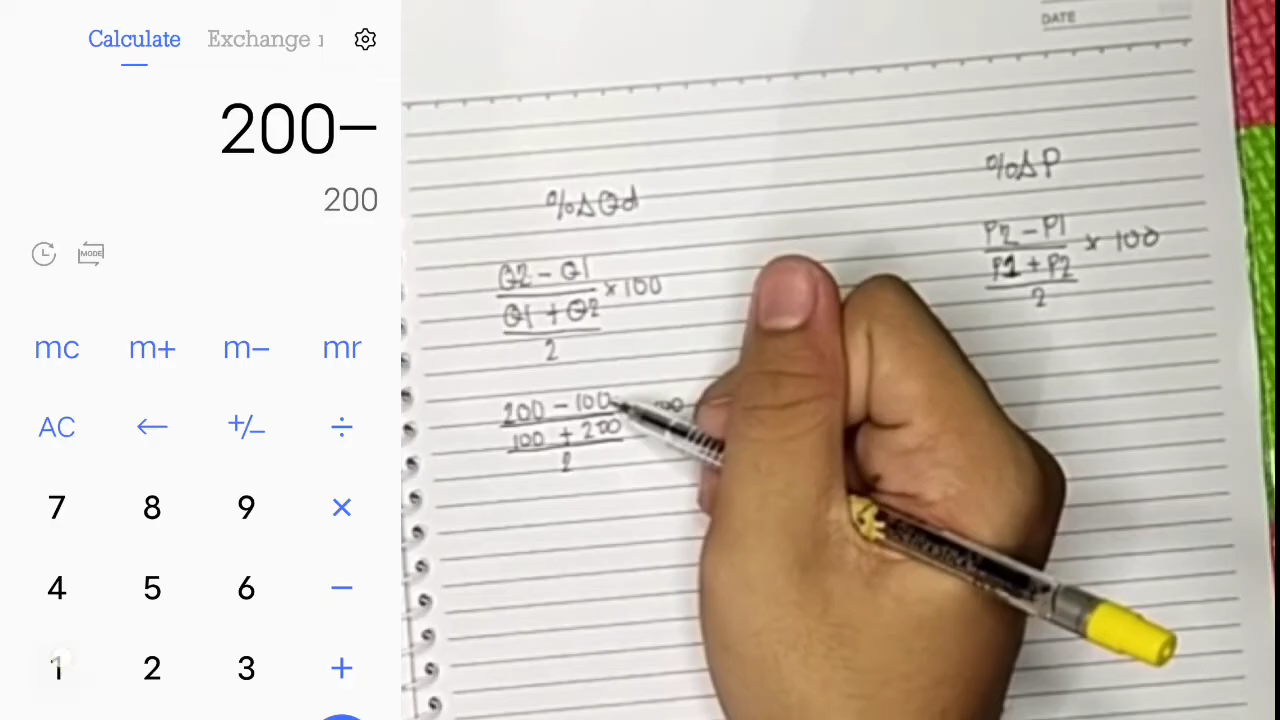 Calculate Exchange
200−
200
MODE
mc m+ m− mr
AC ← +/− ÷
7 8 9 ×
4 5 6 −
1 2 3 +
DATE
%ΔQd
Q2 − Q1
Q1 + Q2 × 100
2
200 − 100
100 + 200
2
%ΔP
P2 − P1
P1 + P2 × 100
2